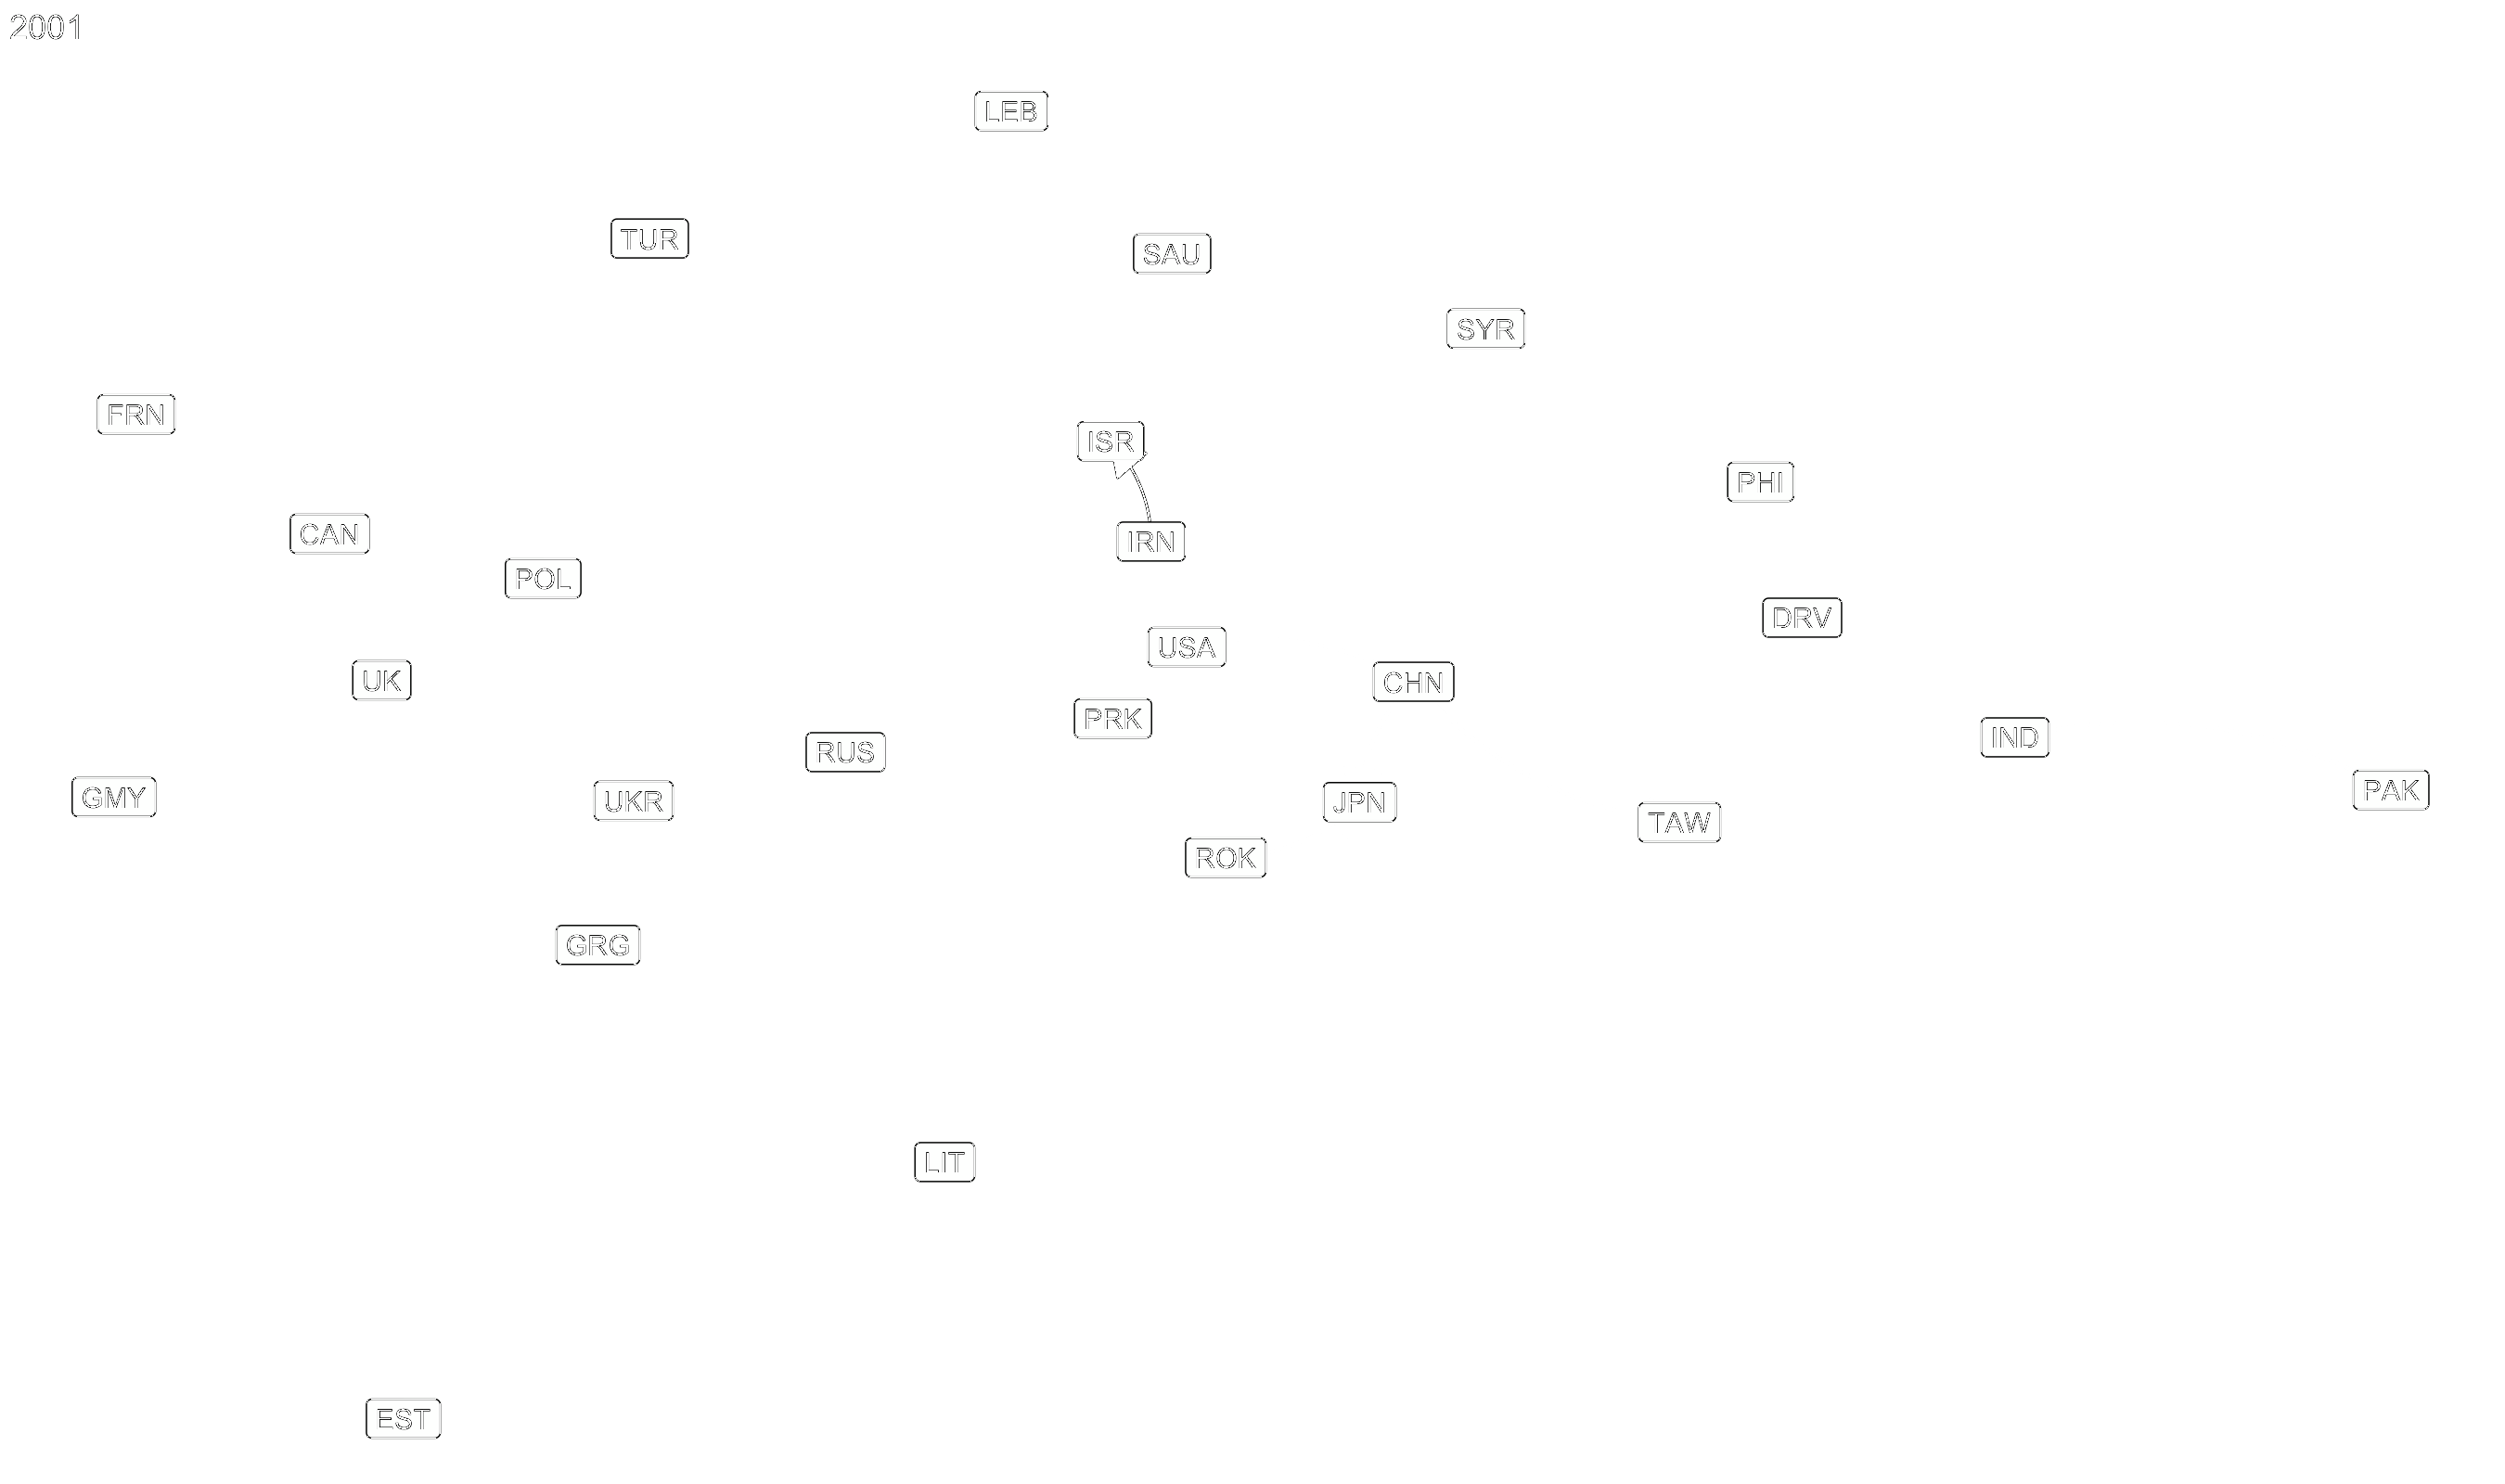 2001
LEB
TUR
SAU
SYR
FRN
ISR
PHI
CAN
IRN
POL
DRV
USA
UK
CHN
PRK
IND
RUS
PAK
GMY
UKR
JPN
TAW
ROK
GRG
LIT
EST